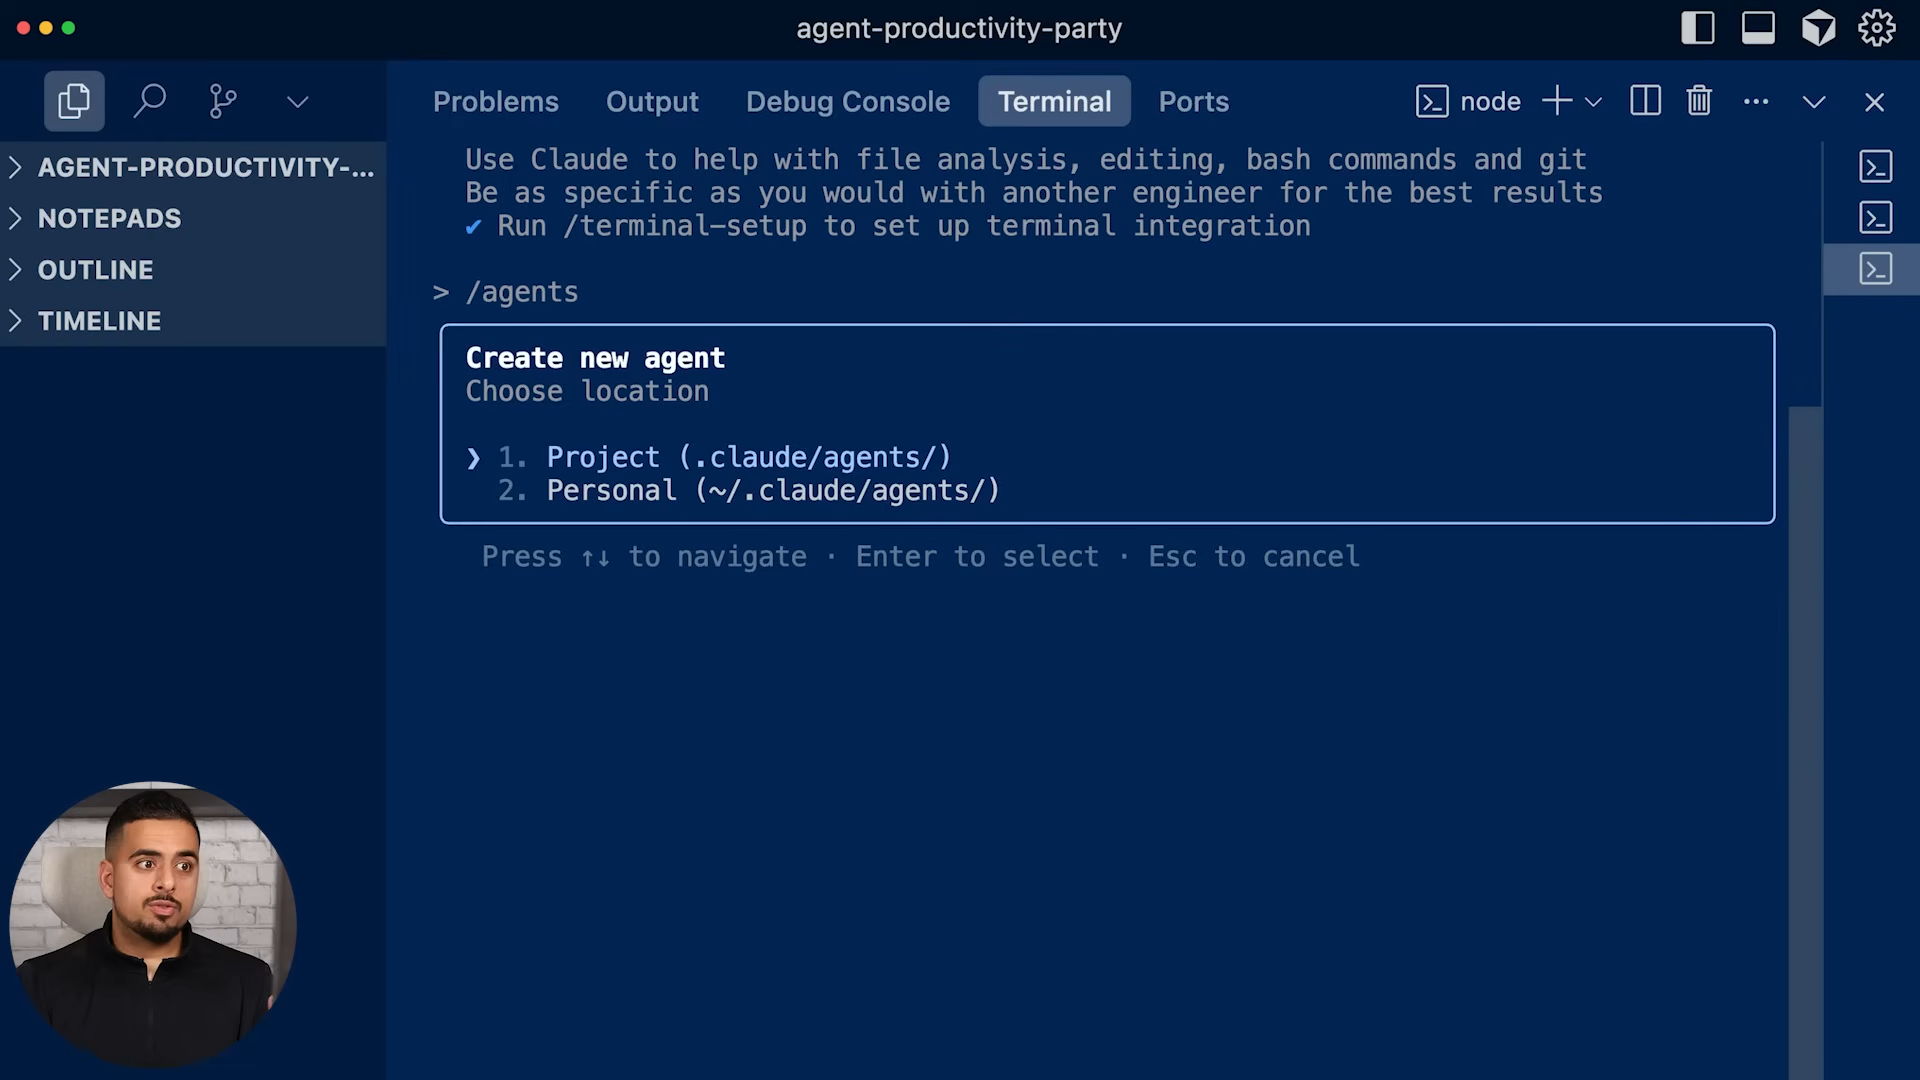 agent-productivity-party
Problems Output Debug Console Terminal Ports node
AGENT-PRODUCTIVITY-...
NOTEPADS
OUTLINE
TIMELINE
Use Claude to help with file analysis, editing, bash commands and git
Be as specific as you would with another engineer for the best results
✔ Run /terminal-setup to set up terminal integration
> /agents
Create new agent
Choose location
❯ 1. Project (.claude/agents/)
2. Personal (~/.claude/agents/)
Press ↑↓ to navigate · Enter to select · Esc to cancel